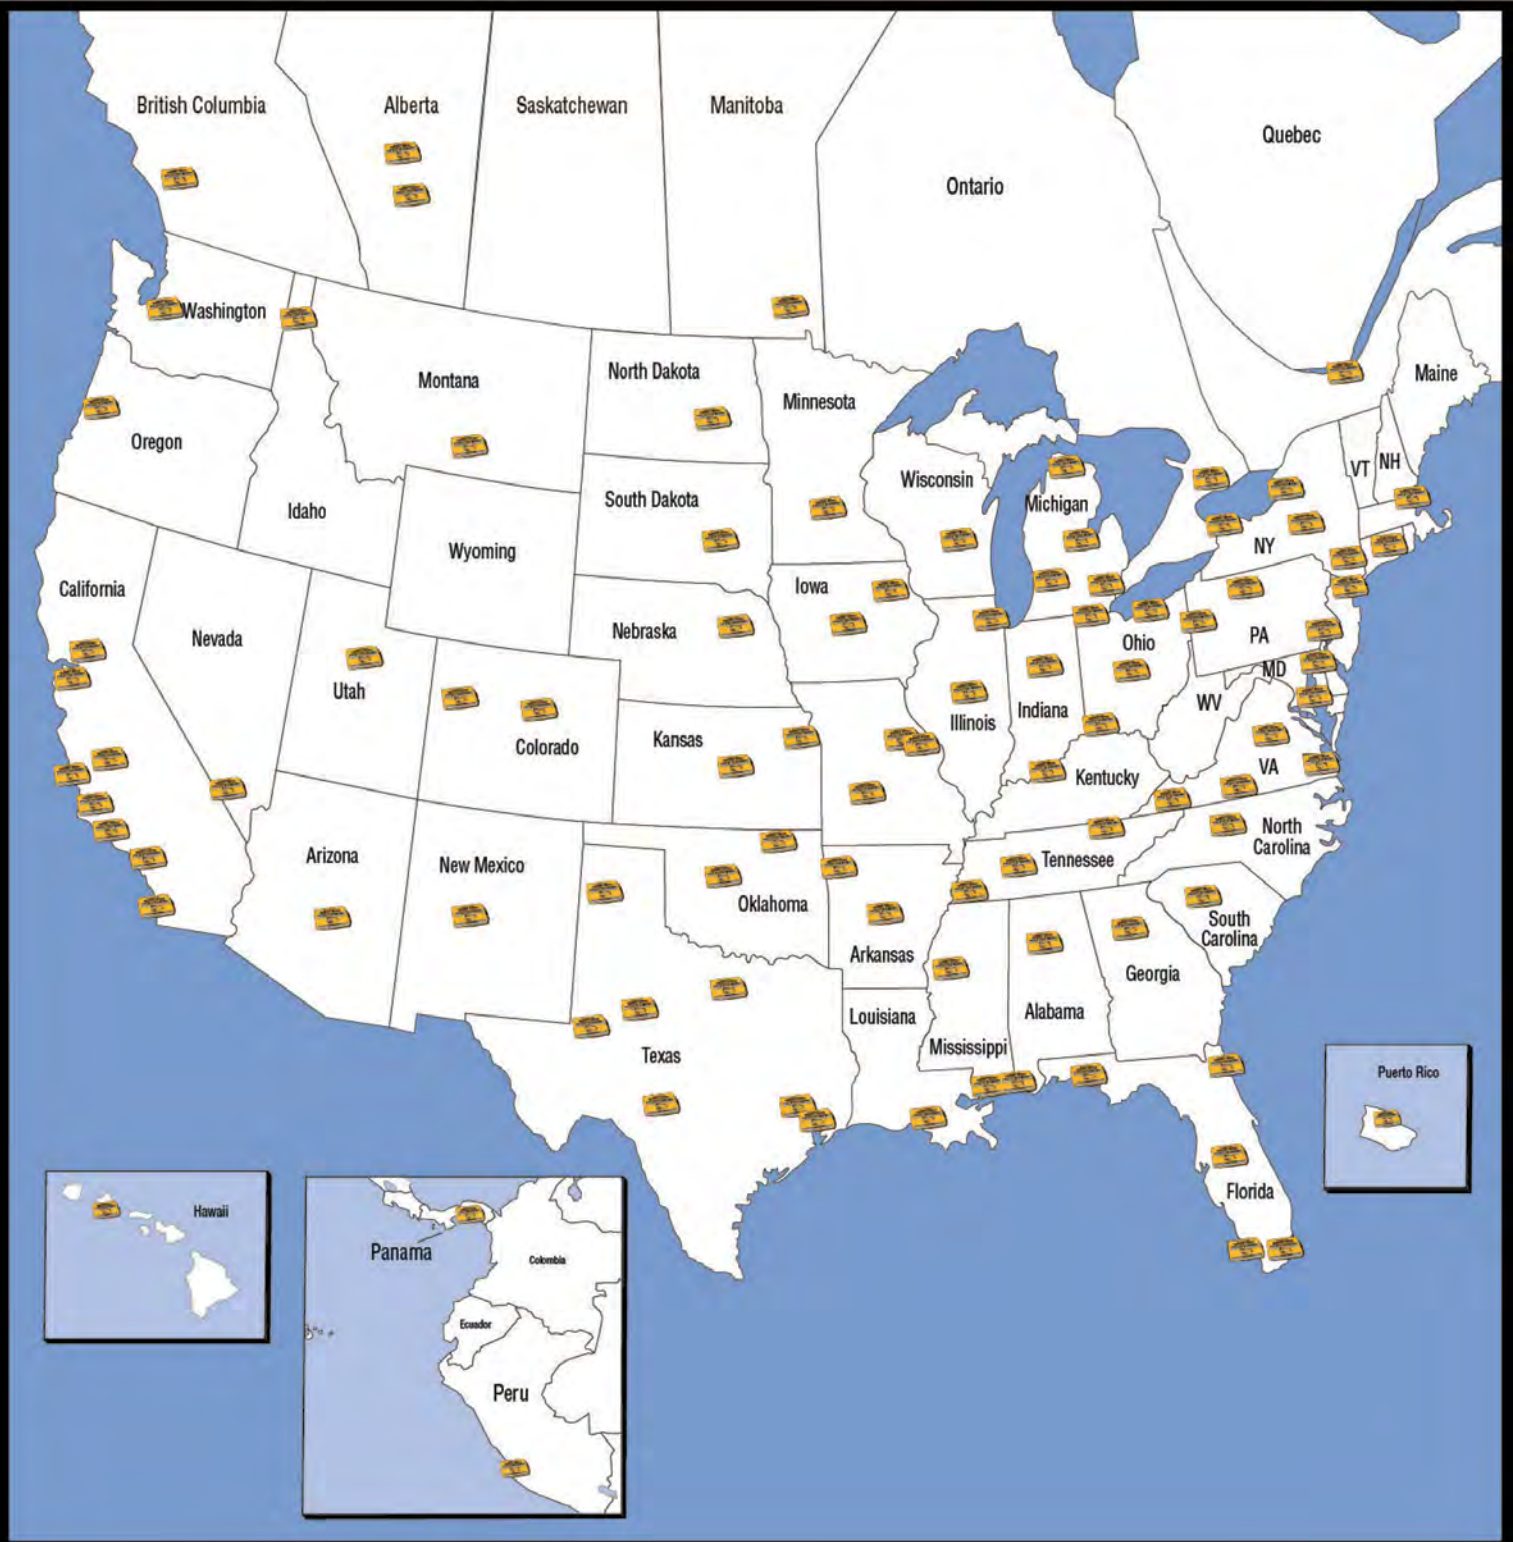 British Columbia
Alberta
Saskatchewan
Manitoba
Ontario
Quebec
Washington
Montana
North Dakota
Minnesota
Maine
Oregon
Idaho
Wyoming
South Dakota
Wisconsin
Michigan
VT
NH
NY
California
Nevada
Utah
Colorado
Nebraska
Iowa
Kansas
Illinois
Indiana
Ohio
PA
MD
WV
VA
Kentucky
Arizona
New Mexico
Oklahoma
Arkansas
Tennessee
North
Carolina
South
Carolina
Texas
Louisiana
Mississippi
Alabama
Georgia
Florida
Puerto Rico
Hawaii
Panama
Colombia
Ecuador
Peru